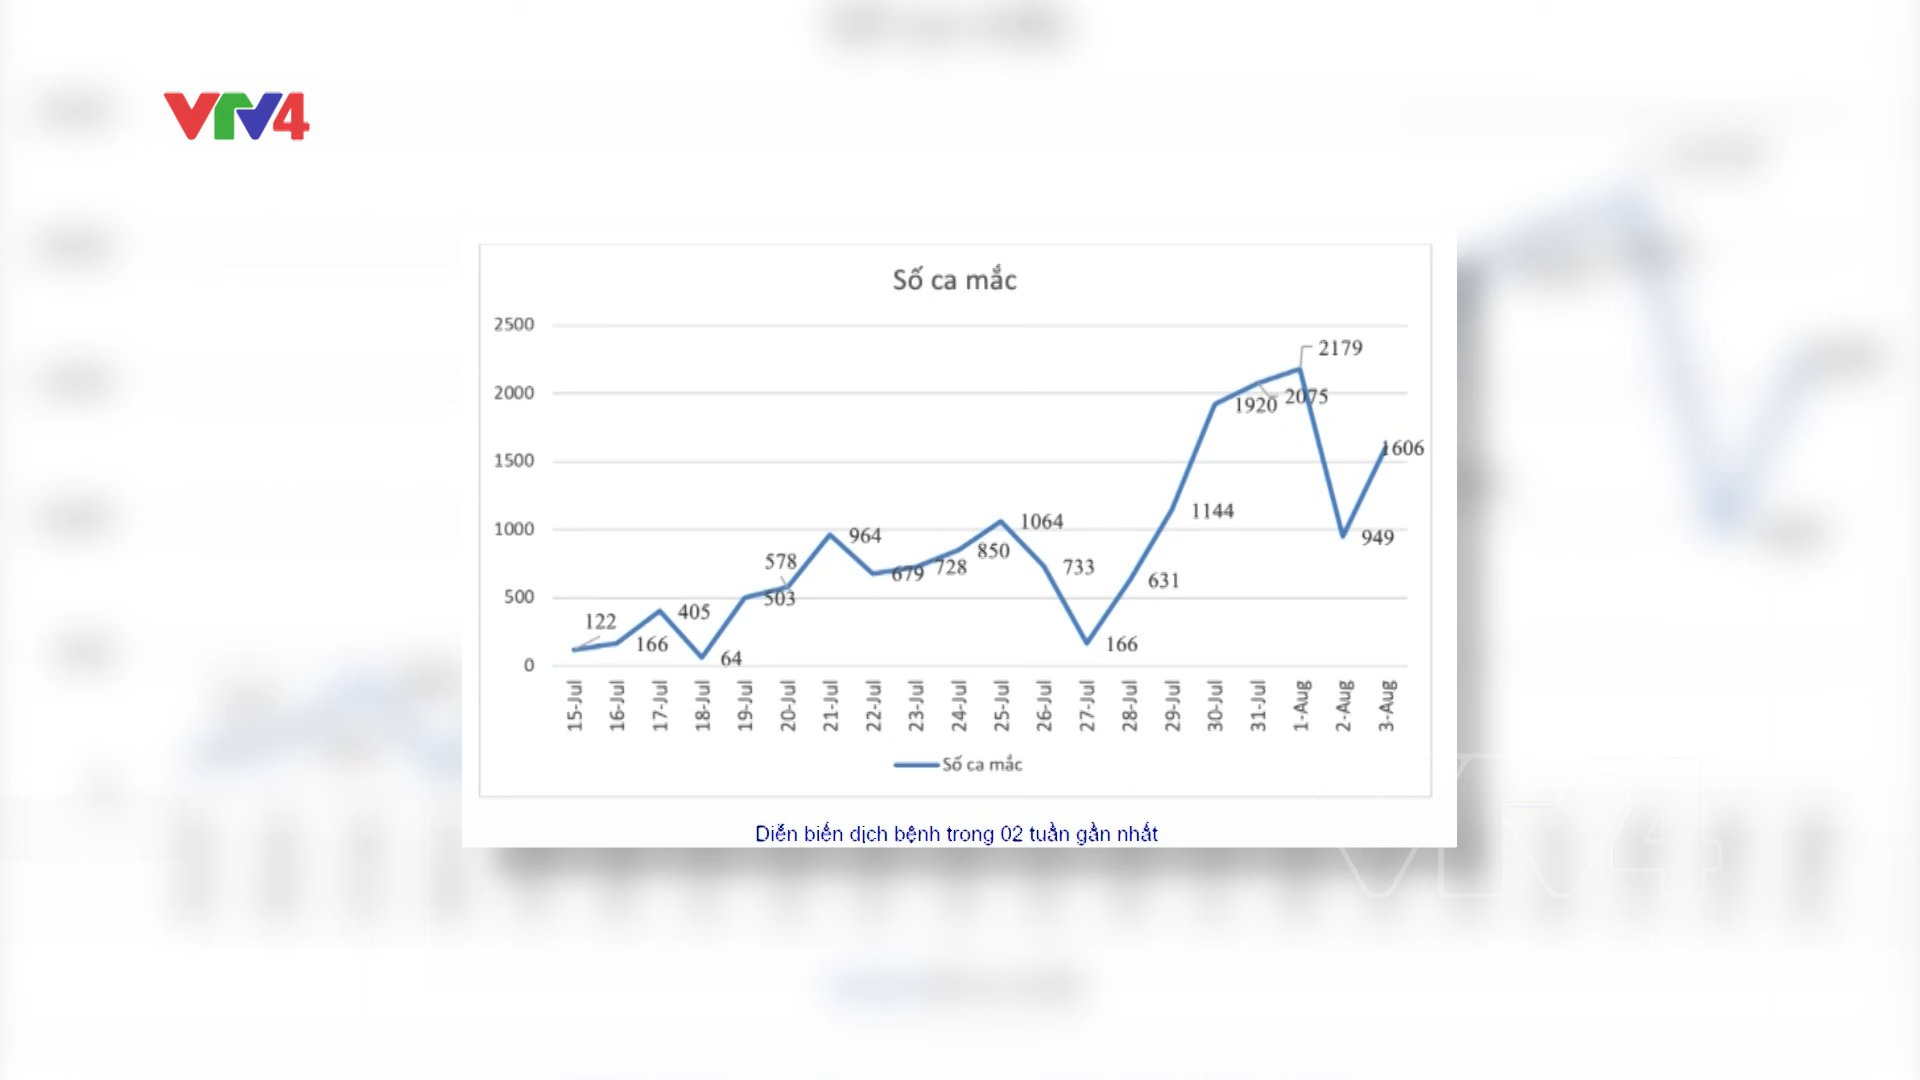 VTV4
Số ca mắc
2500
2000
1500
1000
500
0
122
166
405
64
503
578
964
679
728
850
1064
733
166
631
1144
1920
2075
2179
949
1606
15-Jul
16-Jul
17-Jul
18-Jul
19-Jul
20-Jul
21-Jul
22-Jul
23-Jul
24-Jul
25-Jul
26-Jul
27-Jul
28-Jul
29-Jul
30-Jul
31-Jul
1-Aug
2-Aug
3-Aug
Số ca mắc
Diễn biến dịch bệnh trong 02 tuần gần nhất
VTV4